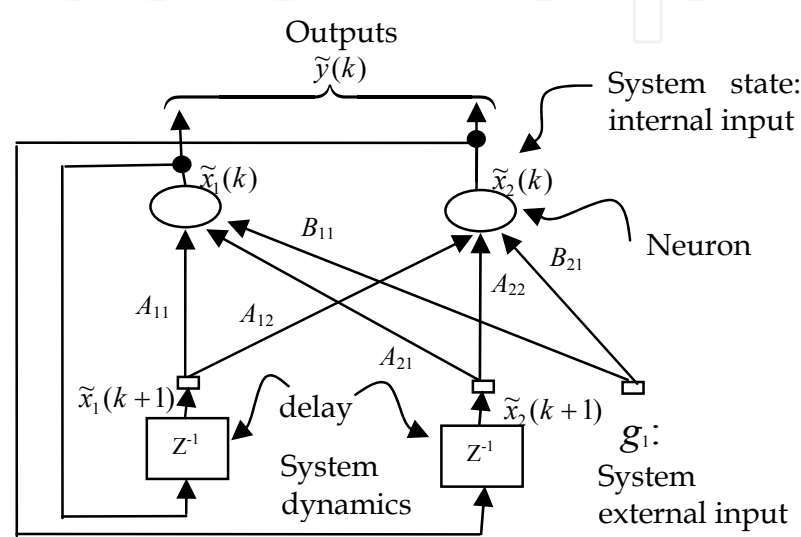 Outputs
ỹ(k)
System state:
internal input
x̃₁(k)
x̃₂(k)
B₁₁
B₂₁
Neuron
A₁₁
A₁₂
A₂₂
A₂₁
x̃₁(k+1)
delay
x̃₂(k+1)
g₁:
Z⁻¹
Z⁻¹
System
dynamics
System
external input